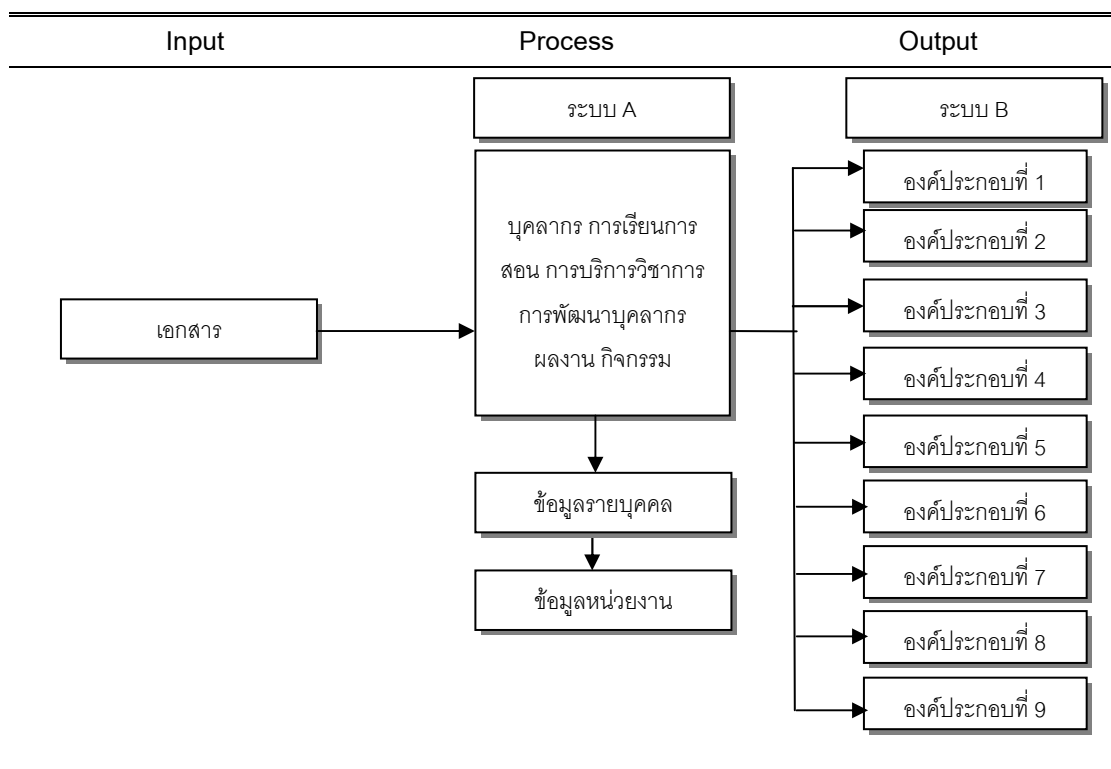 Input
Process
Output
ระบบ A
ระบบ B
บุคลากร การเรียนการ
สอน การบริการวิชาการ
การพัฒนาบุคลากร
ผลงาน กิจกรรม
เอกสาร
ข้อมูลรายบุคคล
ข้อมูลหน่วยงาน
องค์ประกอบที่ 1
องค์ประกอบที่ 2
องค์ประกอบที่ 3
องค์ประกอบที่ 4
องค์ประกอบที่ 5
องค์ประกอบที่ 6
องค์ประกอบที่ 7
องค์ประกอบที่ 8
องค์ประกอบที่ 9